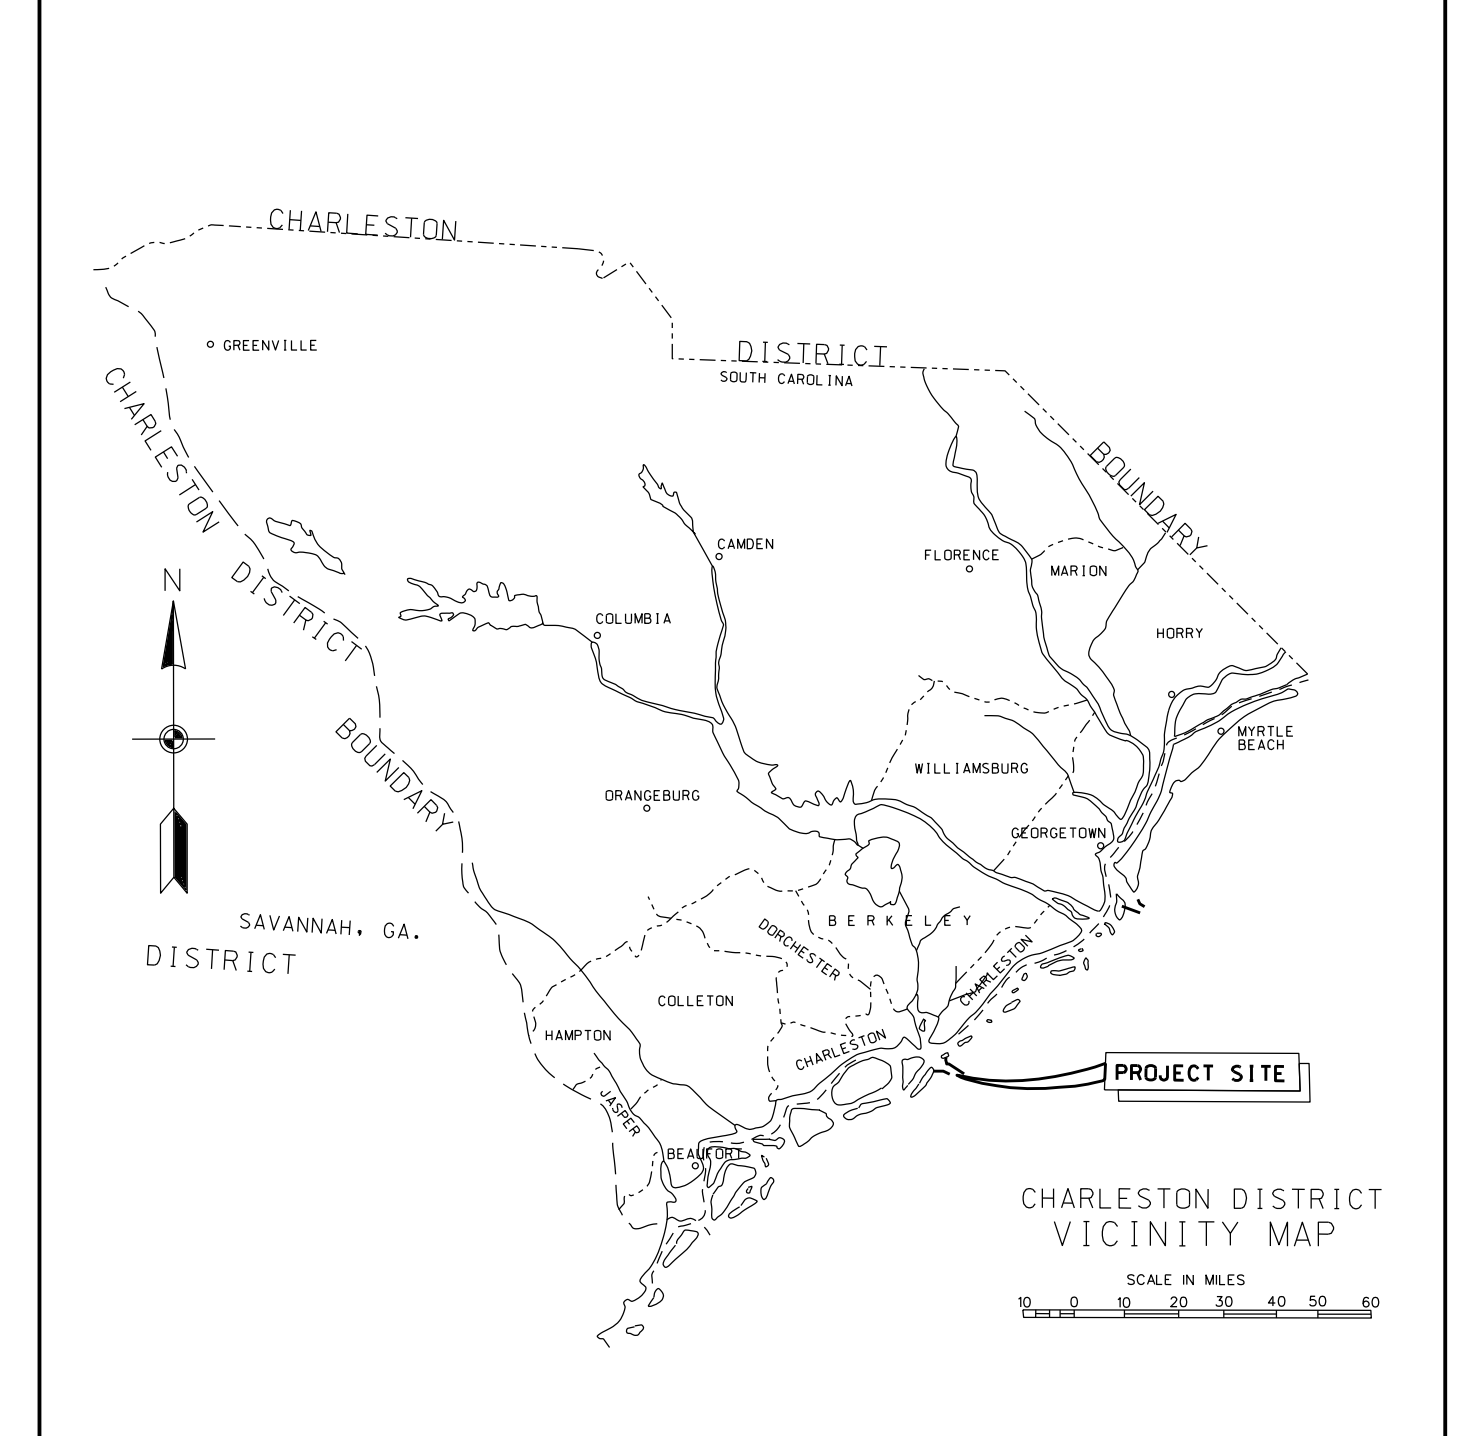 CHARLESTON
DISTRICT
SOUTH CAROLINA
BOUNDARY
GREENVILLE
CHARLESTON
DISTRICT
BOUNDARY
N
CAMDEN
FLORENCE
MARION
COLUMBIA
HORRY
MYRTLE
BEACH
WILLIAMSBURG
ORANGEBURG
GEORGETOWN
SAVANNAH, GA.
DISTRICT
BERKELEY
DORCHESTER
CHARLESTON
COLLETON
HAMPTON
CHARLESTON
PROJECT SITE
JASPER
BEAUFORT
CHARLESTON DISTRICT
VICINITY MAP
SCALE IN MILES
10 0 10 20 30 40 50 60